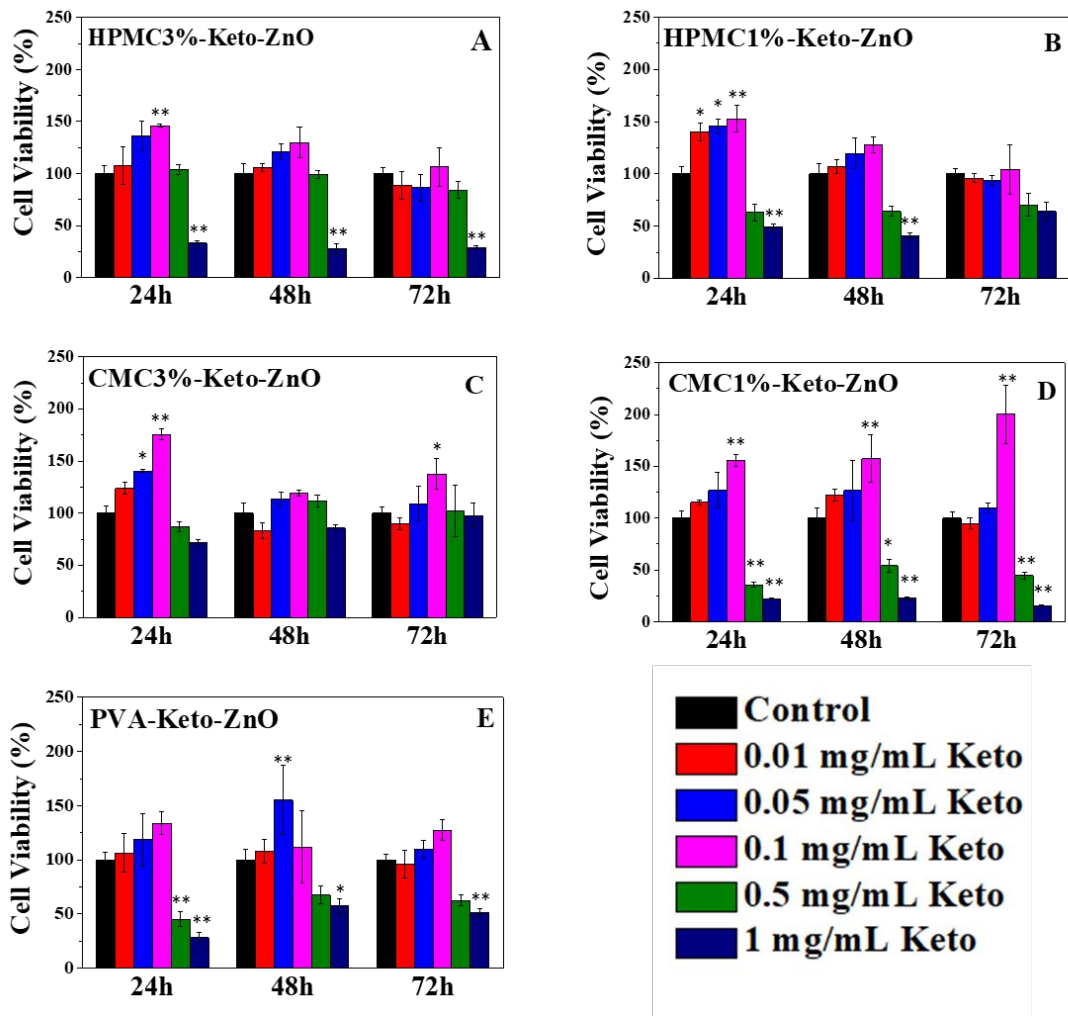 HPMC3%-Keto-ZnO
A
Cell Viability (%)
250
200
150
100
50
0
**
**
**
**
24h
48h
72h
HPMC1%-Keto-ZnO
B
Cell Viability (%)
250
200
150
100
50
0
*
*
**
**
**
24h
48h
72h
CMC3%-Keto-ZnO
C
Cell Viability (%)
250
200
150
100
50
0
*
**
*
24h
48h
72h
CMC1%-Keto-ZnO
D
Cell Viability (%)
250
200
150
100
50
0
**
**
**
**
*
**
**
**
**
24h
48h
72h
PVA-Keto-ZnO
E
Cell Viability (%)
250
200
150
100
50
0
**
**
**
*
**
24h
48h
72h
Control
0.01 mg/mL Keto
0.05 mg/mL Keto
0.1 mg/mL Keto
0.5 mg/mL Keto
1 mg/mL Keto